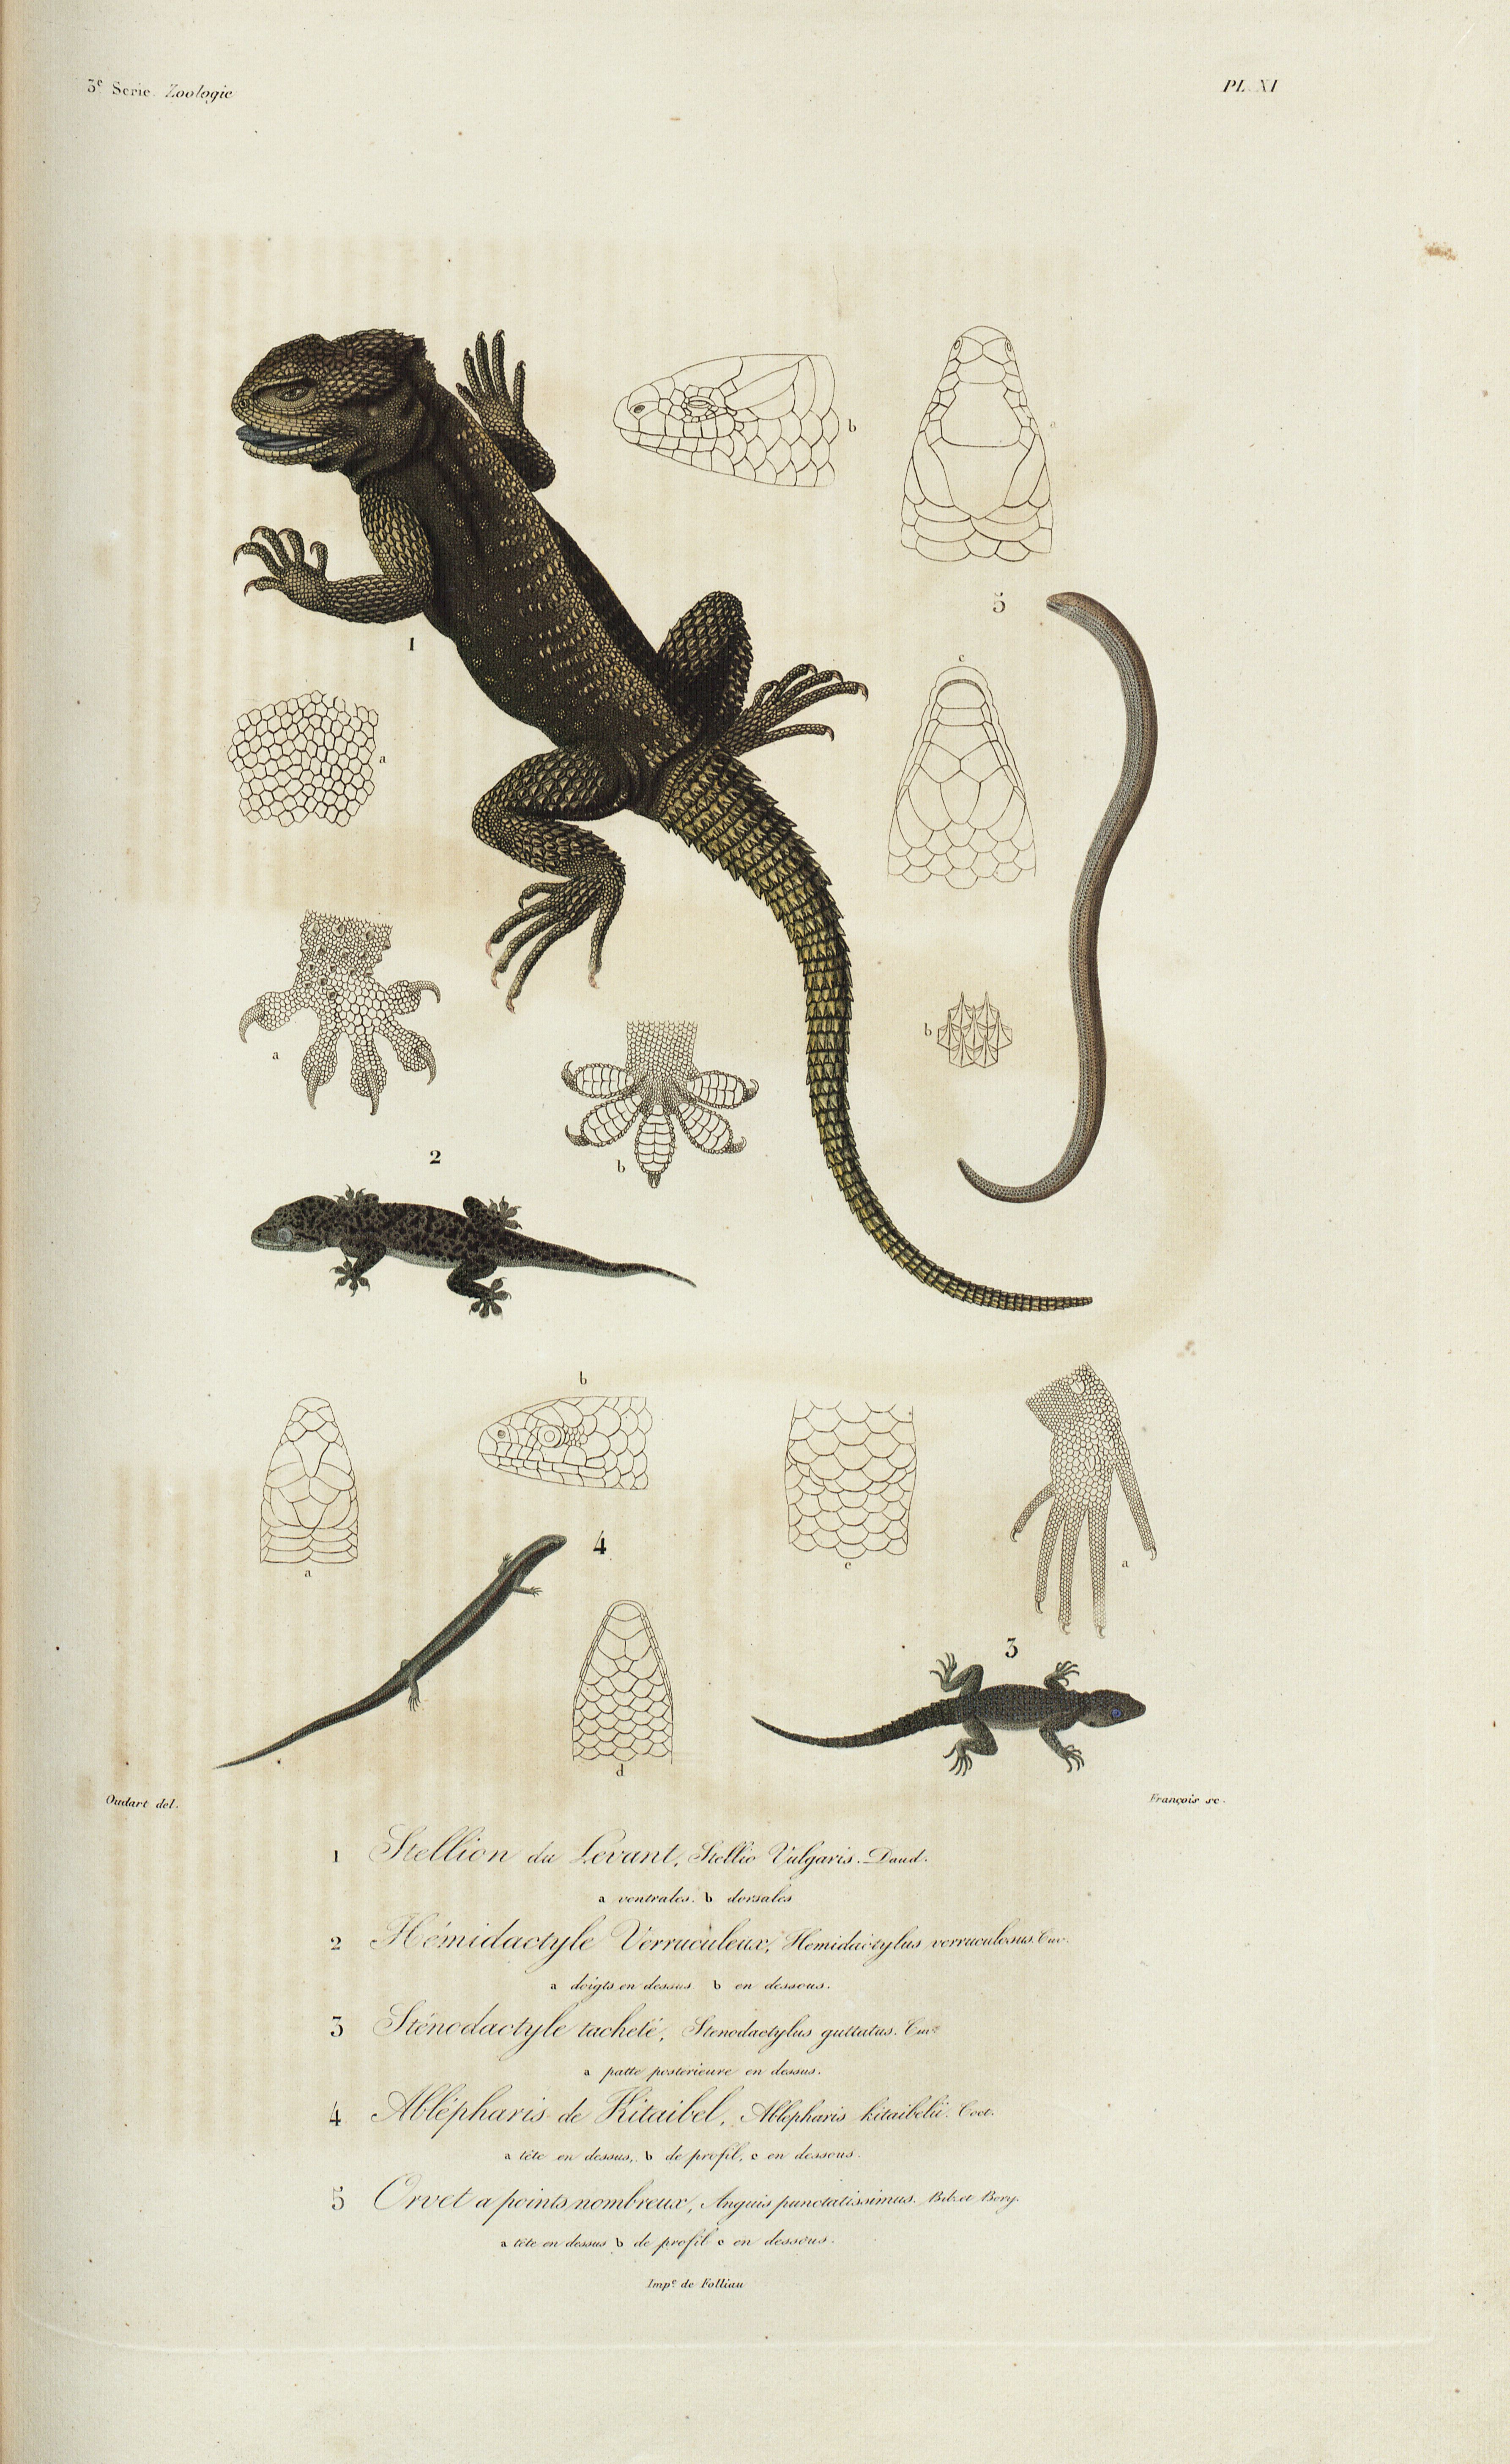 3e Serie. Zoologie
Pl. XI
b
a
5
1
c
a
b
a
2
b
b
4
a
c
a
3
d
Oudart del.
François sc.
1 Stellion du Levant, Stellio Vulgaris. Daud.
a ventrales. b dorsales
2 Hémidactyle Verruculeux, Hemidactylus verruculosus. Cuv.
a doigts en dessus. b en dessous.
3 Sténodactyle tacheté, Stenodactylus guttatus. Cuv.
a patte postérieure en dessus.
4 Ablépharis de Kitaibel, Ablepharis kitaibelii. Coct.
a tête en dessus, b de profil, c en dessous.
5 Orvet a points nombreux, Anguis punctatissimus. Bib. et Bory.
a tête en dessus b de profil c en dessous.
Impe. de Folliau